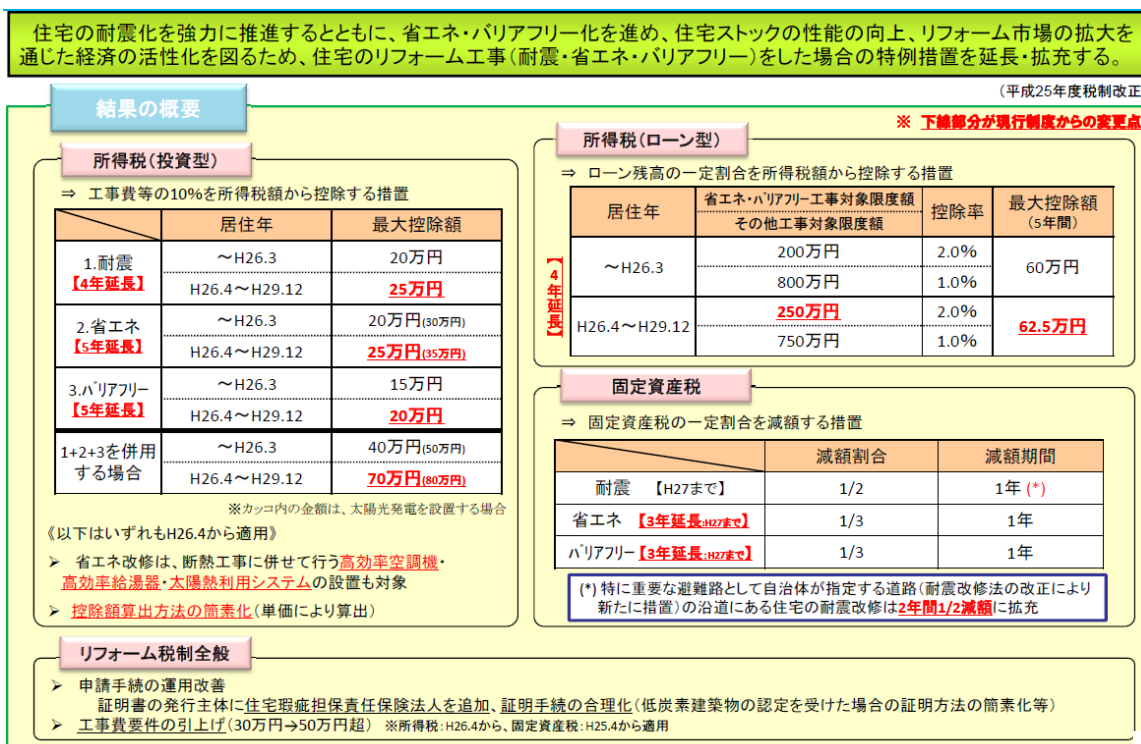 住宅の耐震化を強力に推進するとともに、省エネ・バリアフリー化を進め、住宅ストックの性能の向上、リフォーム市場の拡大を
通じた経済の活性化を図るため、住宅のリフォーム工事(耐震・省エネ・バリアフリー)をした場合の特例措置を延長・拡充する。
(平成25年度税制改正
結果の概要
※ 下線部分が現行制度からの変更点
所得税(投資型)
⇒ 工事費等の10%を所得税額から控除する措置
居住年 最大控除額
1.耐震
【4年延長】
～H26.3 20万円
H26.4～H29.12 25万円
2.省エネ
【5年延長】
～H26.3 20万円(30万円)
H26.4～H29.12 25万円(35万円)
3.バリアフリー
【5年延長】
～H26.3 15万円
H26.4～H29.12 20万円
1+2+3を併用
する場合
～H26.3 40万円(50万円)
H26.4～H29.12 70万円(80万円)
※カッコ内の金額は、太陽光発電を設置する場合
《以下はいずれもH26.4から適用》
➢ 省エネ改修は、断熱工事に併せて行う高効率空調機・
高効率給湯器・太陽熱利用システムの設置も対象
➢ 控除額算出方法の簡素化(単価により算出)
所得税(ローン型)
⇒ ローン残高の一定割合を所得税額から控除する措置
居住年 省エネ・バリアフリー工事対象限度額 控除率 最大控除額
その他工事対象限度額 (5年間)
【4年延長】
～H26.3 200万円 2.0% 60万円
800万円 1.0%
H26.4～H29.12 250万円 2.0% 62.5万円
750万円 1.0%
固定資産税
⇒ 固定資産税の一定割合を減額する措置
減額割合 減額期間
耐震 【H27まで】 1/2 1年 (*)
省エネ 【3年延長:H27まで】 1/3 1年
バリアフリー 【3年延長:H27まで】 1/3 1年
(*) 特に重要な避難路として自治体が指定する道路(耐震改修法の改正により
新たに措置)の沿道にある住宅の耐震改修は2年間1/2減額に拡充
リフォーム税制全般
➢ 申請手続の運用改善
証明書の発行主体に住宅瑕疵担保責任保険法人を追加、証明手続の合理化(低炭素建築物の認定を受けた場合の証明方法の簡素化等)
➢ 工事費要件の引上げ(30万円→50万円超) ※所得税:H26.4から、固定資産税:H25.4から適用